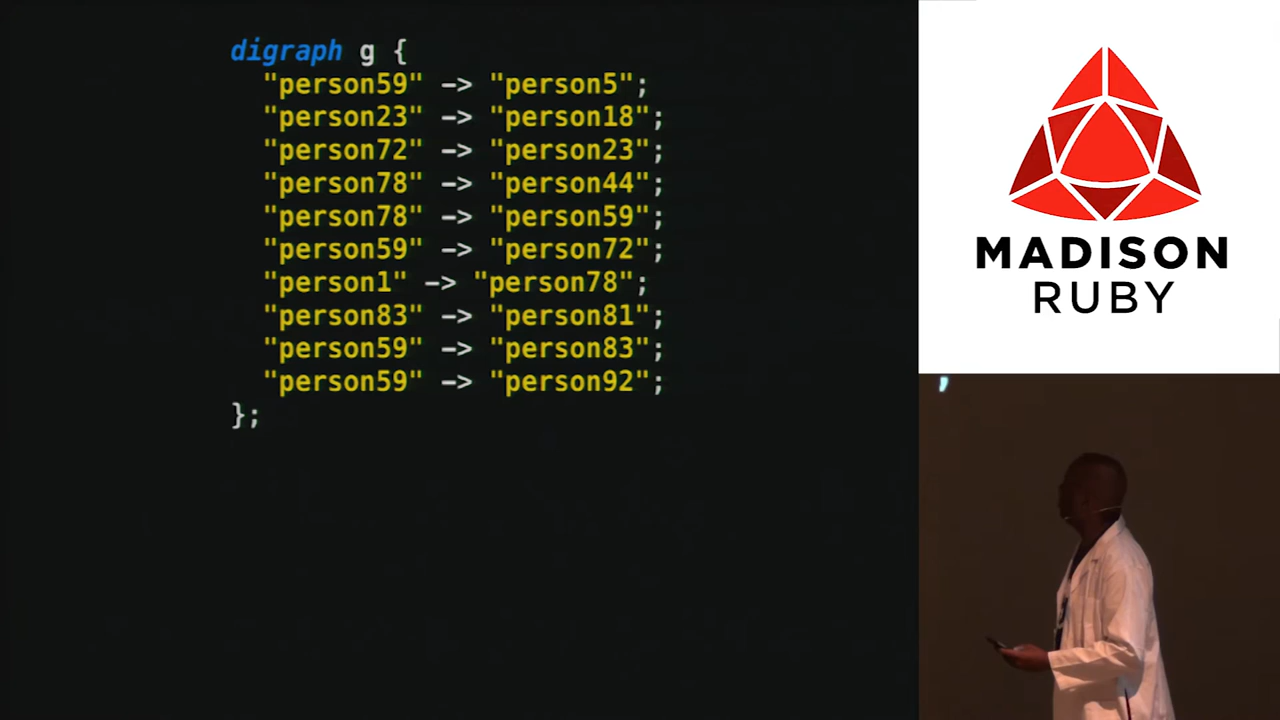 digraph g {
"person59" -> "person5";
"person23" -> "person18";
"person72" -> "person23";
"person78" -> "person44";
"person78" -> "person59";
"person59" -> "person72";
"person1" -> "person78";
"person83" -> "person81";
"person59" -> "person83";
"person59" -> "person92";
};
MADISON
RUBY